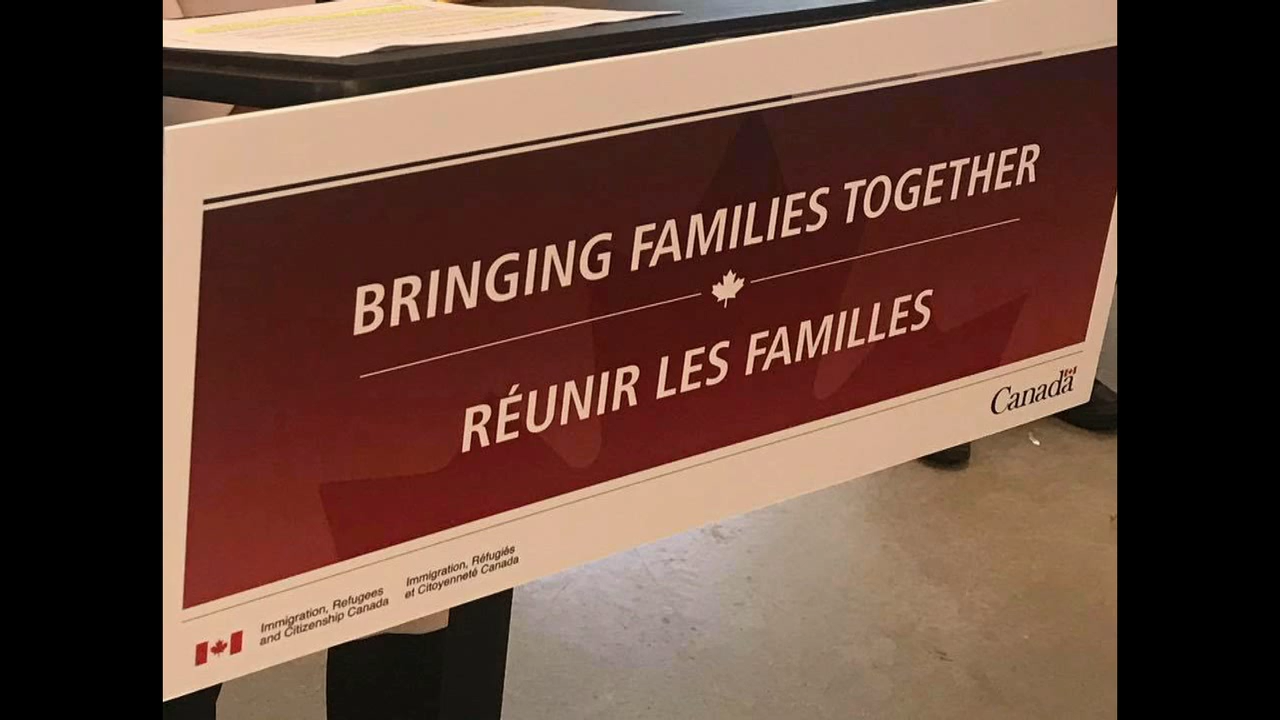 BRINGING FAMILIES TOGETHER
RÉUNIR LES FAMILLES
Canada
Immigration, Refugees
and Citizenship Canada
Immigration, Réfugiés
et Citoyenneté Canada